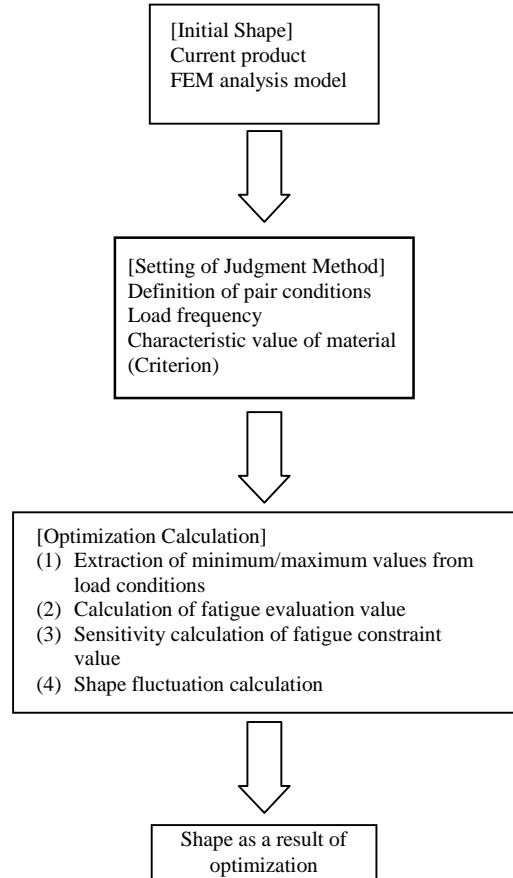 [Initial Shape]
Current product
FEM analysis model
[Setting of Judgment Method]
Definition of pair conditions
Load frequency
Characteristic value of material
(Criterion)
[Optimization Calculation]
(1) Extraction of minimum/maximum values from
load conditions
(2) Calculation of fatigue evaluation value
(3) Sensitivity calculation of fatigue constraint
value
(4) Shape fluctuation calculation
Shape as a result of
optimization